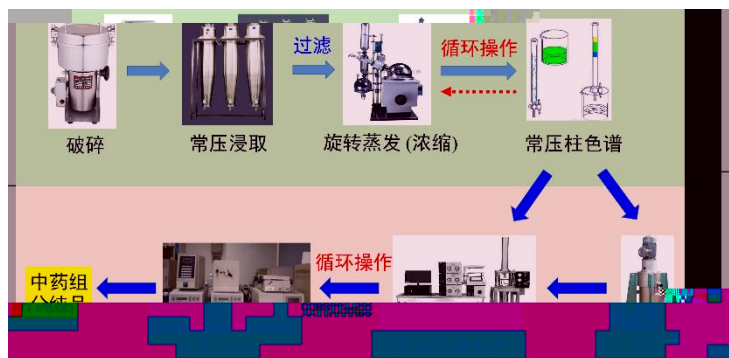 过滤
循环操作
破碎
常压浸取
旋转蒸发 (浓缩)
常压柱色谱
循环操作
中药组